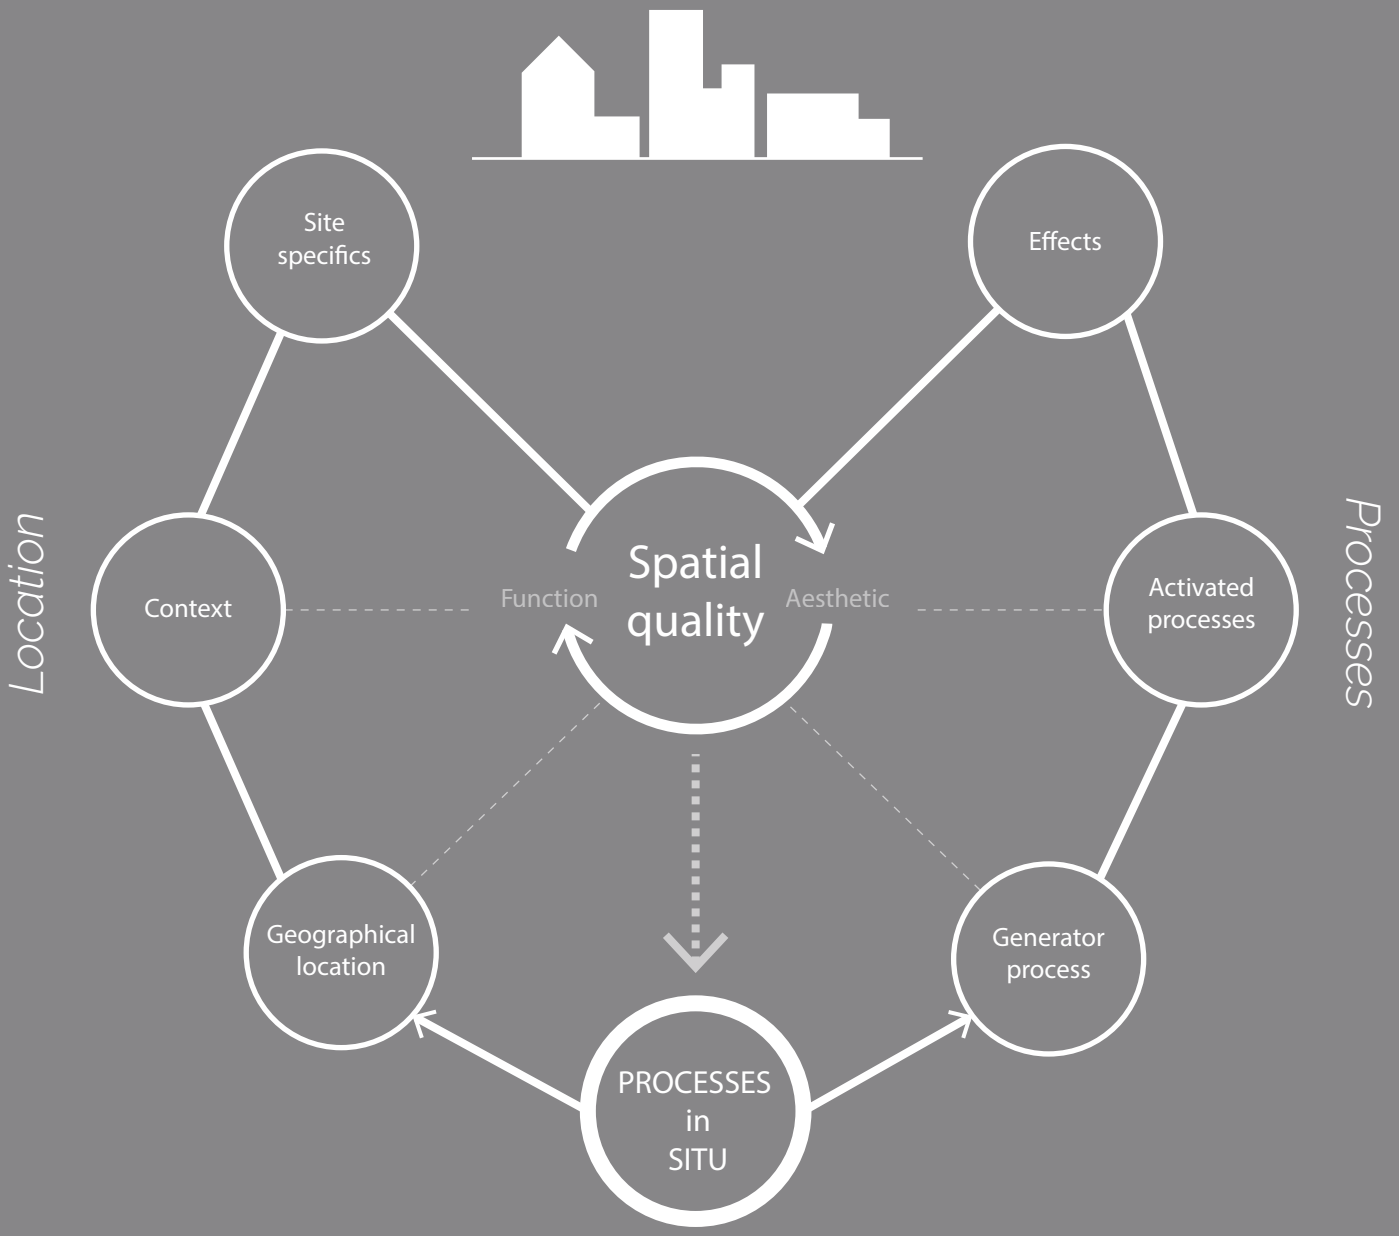 Site
specifics
Effects
Location
Context
Function
Spatial
quality
Aesthetic
Activated
processes
Processes
Geographical
location
Generator
process
PROCESSES
in
SITU